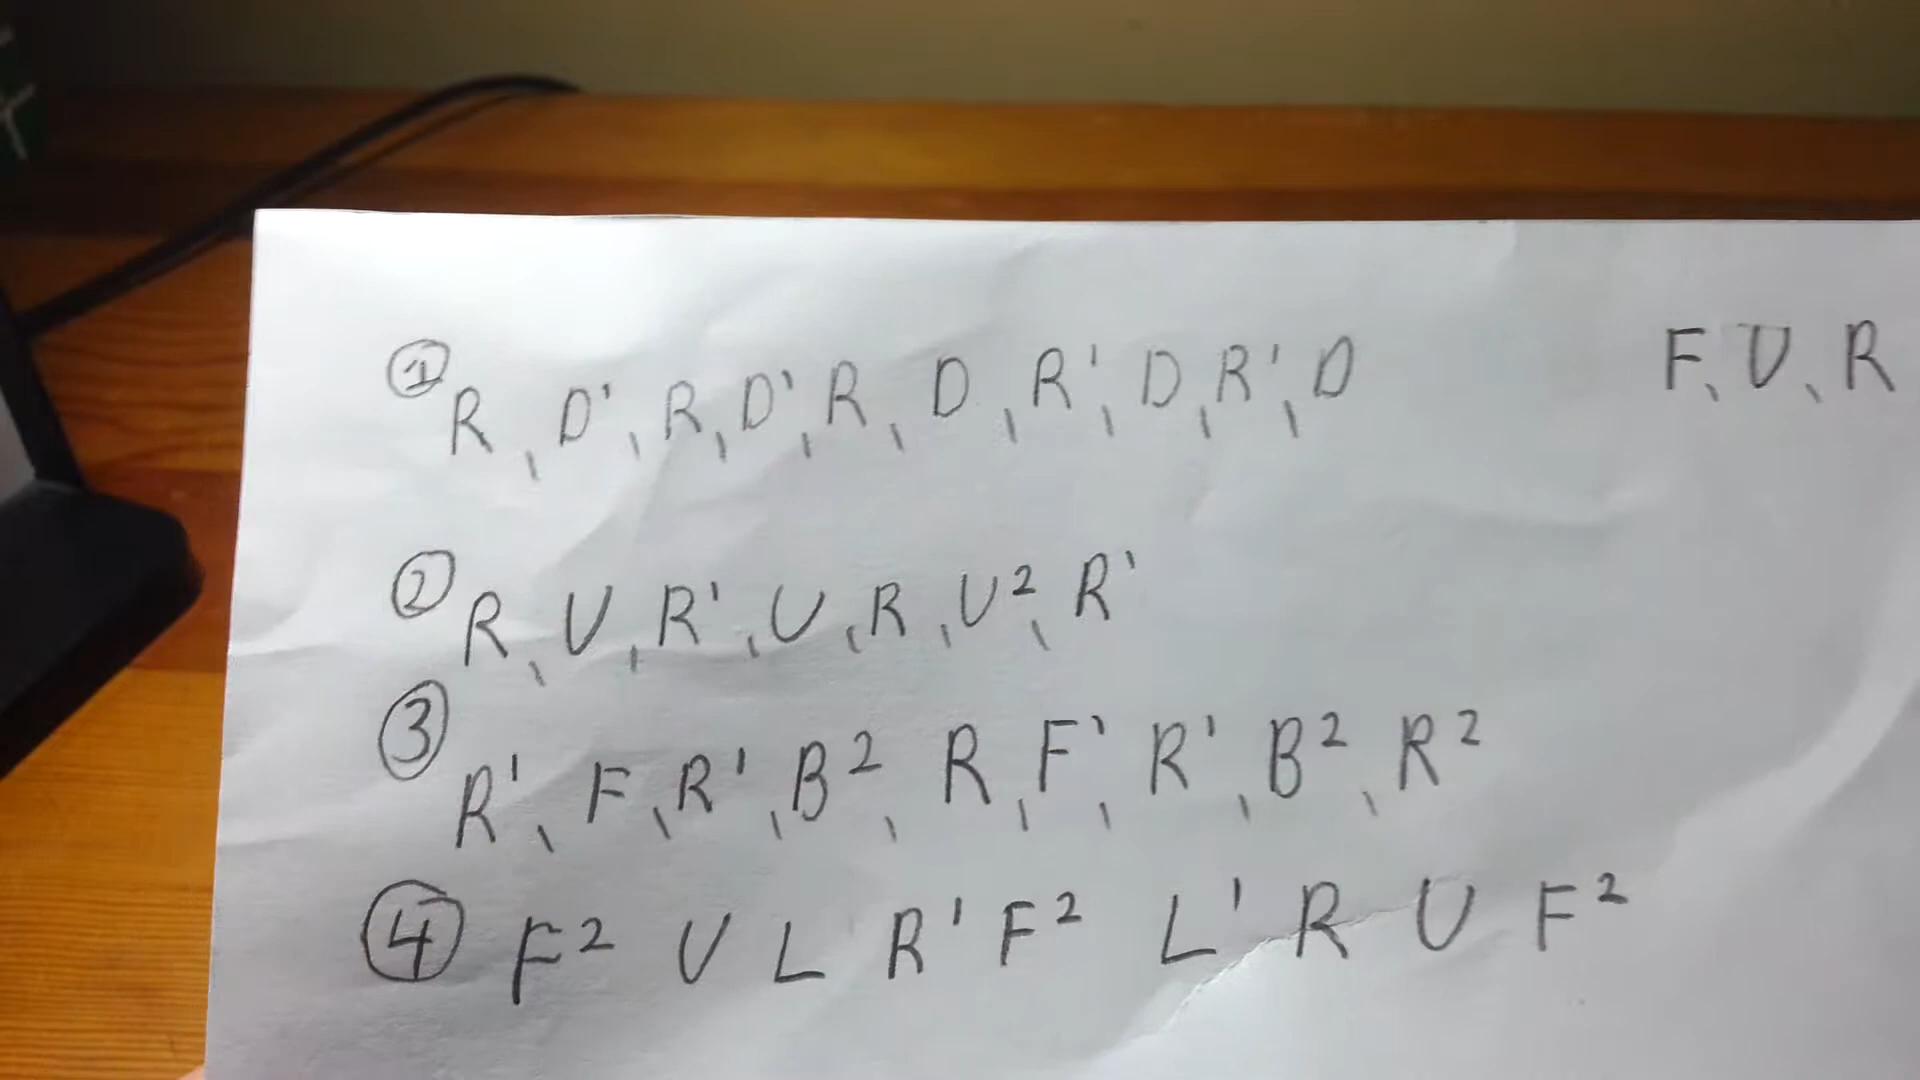 ① R, D', R, D', R, D, R', D, R', D F, U, R
② R, U, R', U, R, U², R'
③ R', F, R', B², R, F', R', B², R²
④ F² U L R' F² L' R U F²